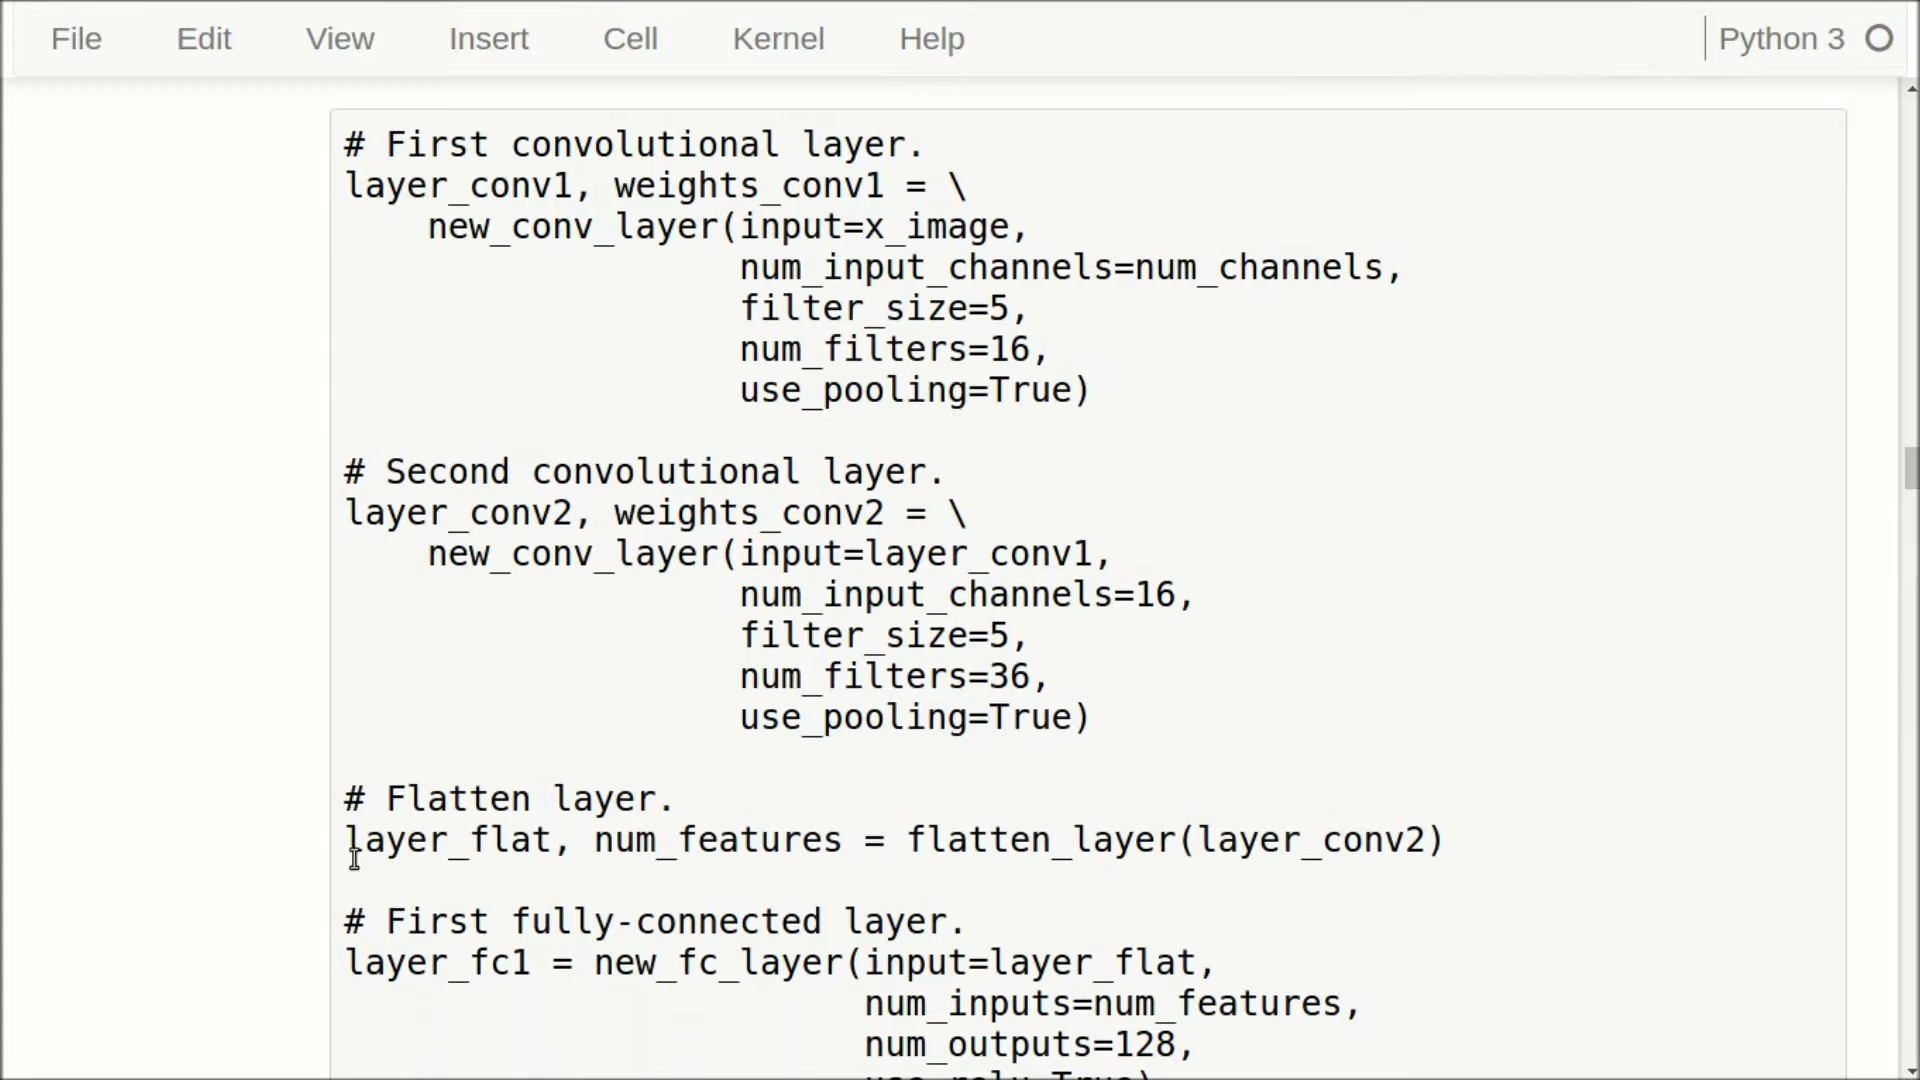 File Edit View Insert Cell Kernel Help Python 3
# First convolutional layer.
layer_conv1, weights_conv1 = \
    new_conv_layer(input=x_image,
                   num_input_channels=num_channels,
                   filter_size=5,
                   num_filters=16,
                   use_pooling=True)
# Second convolutional layer.
layer_conv2, weights_conv2 = \
    new_conv_layer(input=layer_conv1,
                   num_input_channels=16,
                   filter_size=5,
                   num_filters=36,
                   use_pooling=True)
# Flatten layer.
layer_flat, num_features = flatten_layer(layer_conv2)
# First fully-connected layer.
layer_fc1 = new_fc_layer(input=layer_flat,
                         num_inputs=num_features,
                         num_outputs=128,
                         use_relu=True)